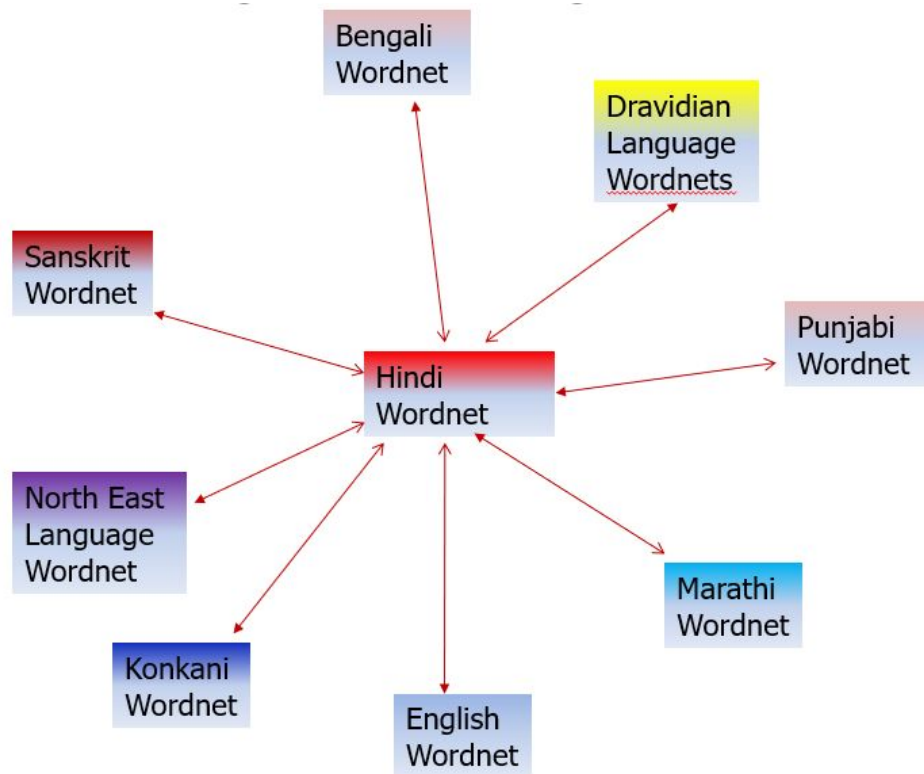 Bengali
Wordnet
Dravidian
Language
Wordnets
Sanskrit
Wordnet
Punjabi
Wordnet
Hindi
Wordnet
North East
Language
Wordnet
Marathi
Wordnet
Konkani
Wordnet
English
Wordnet